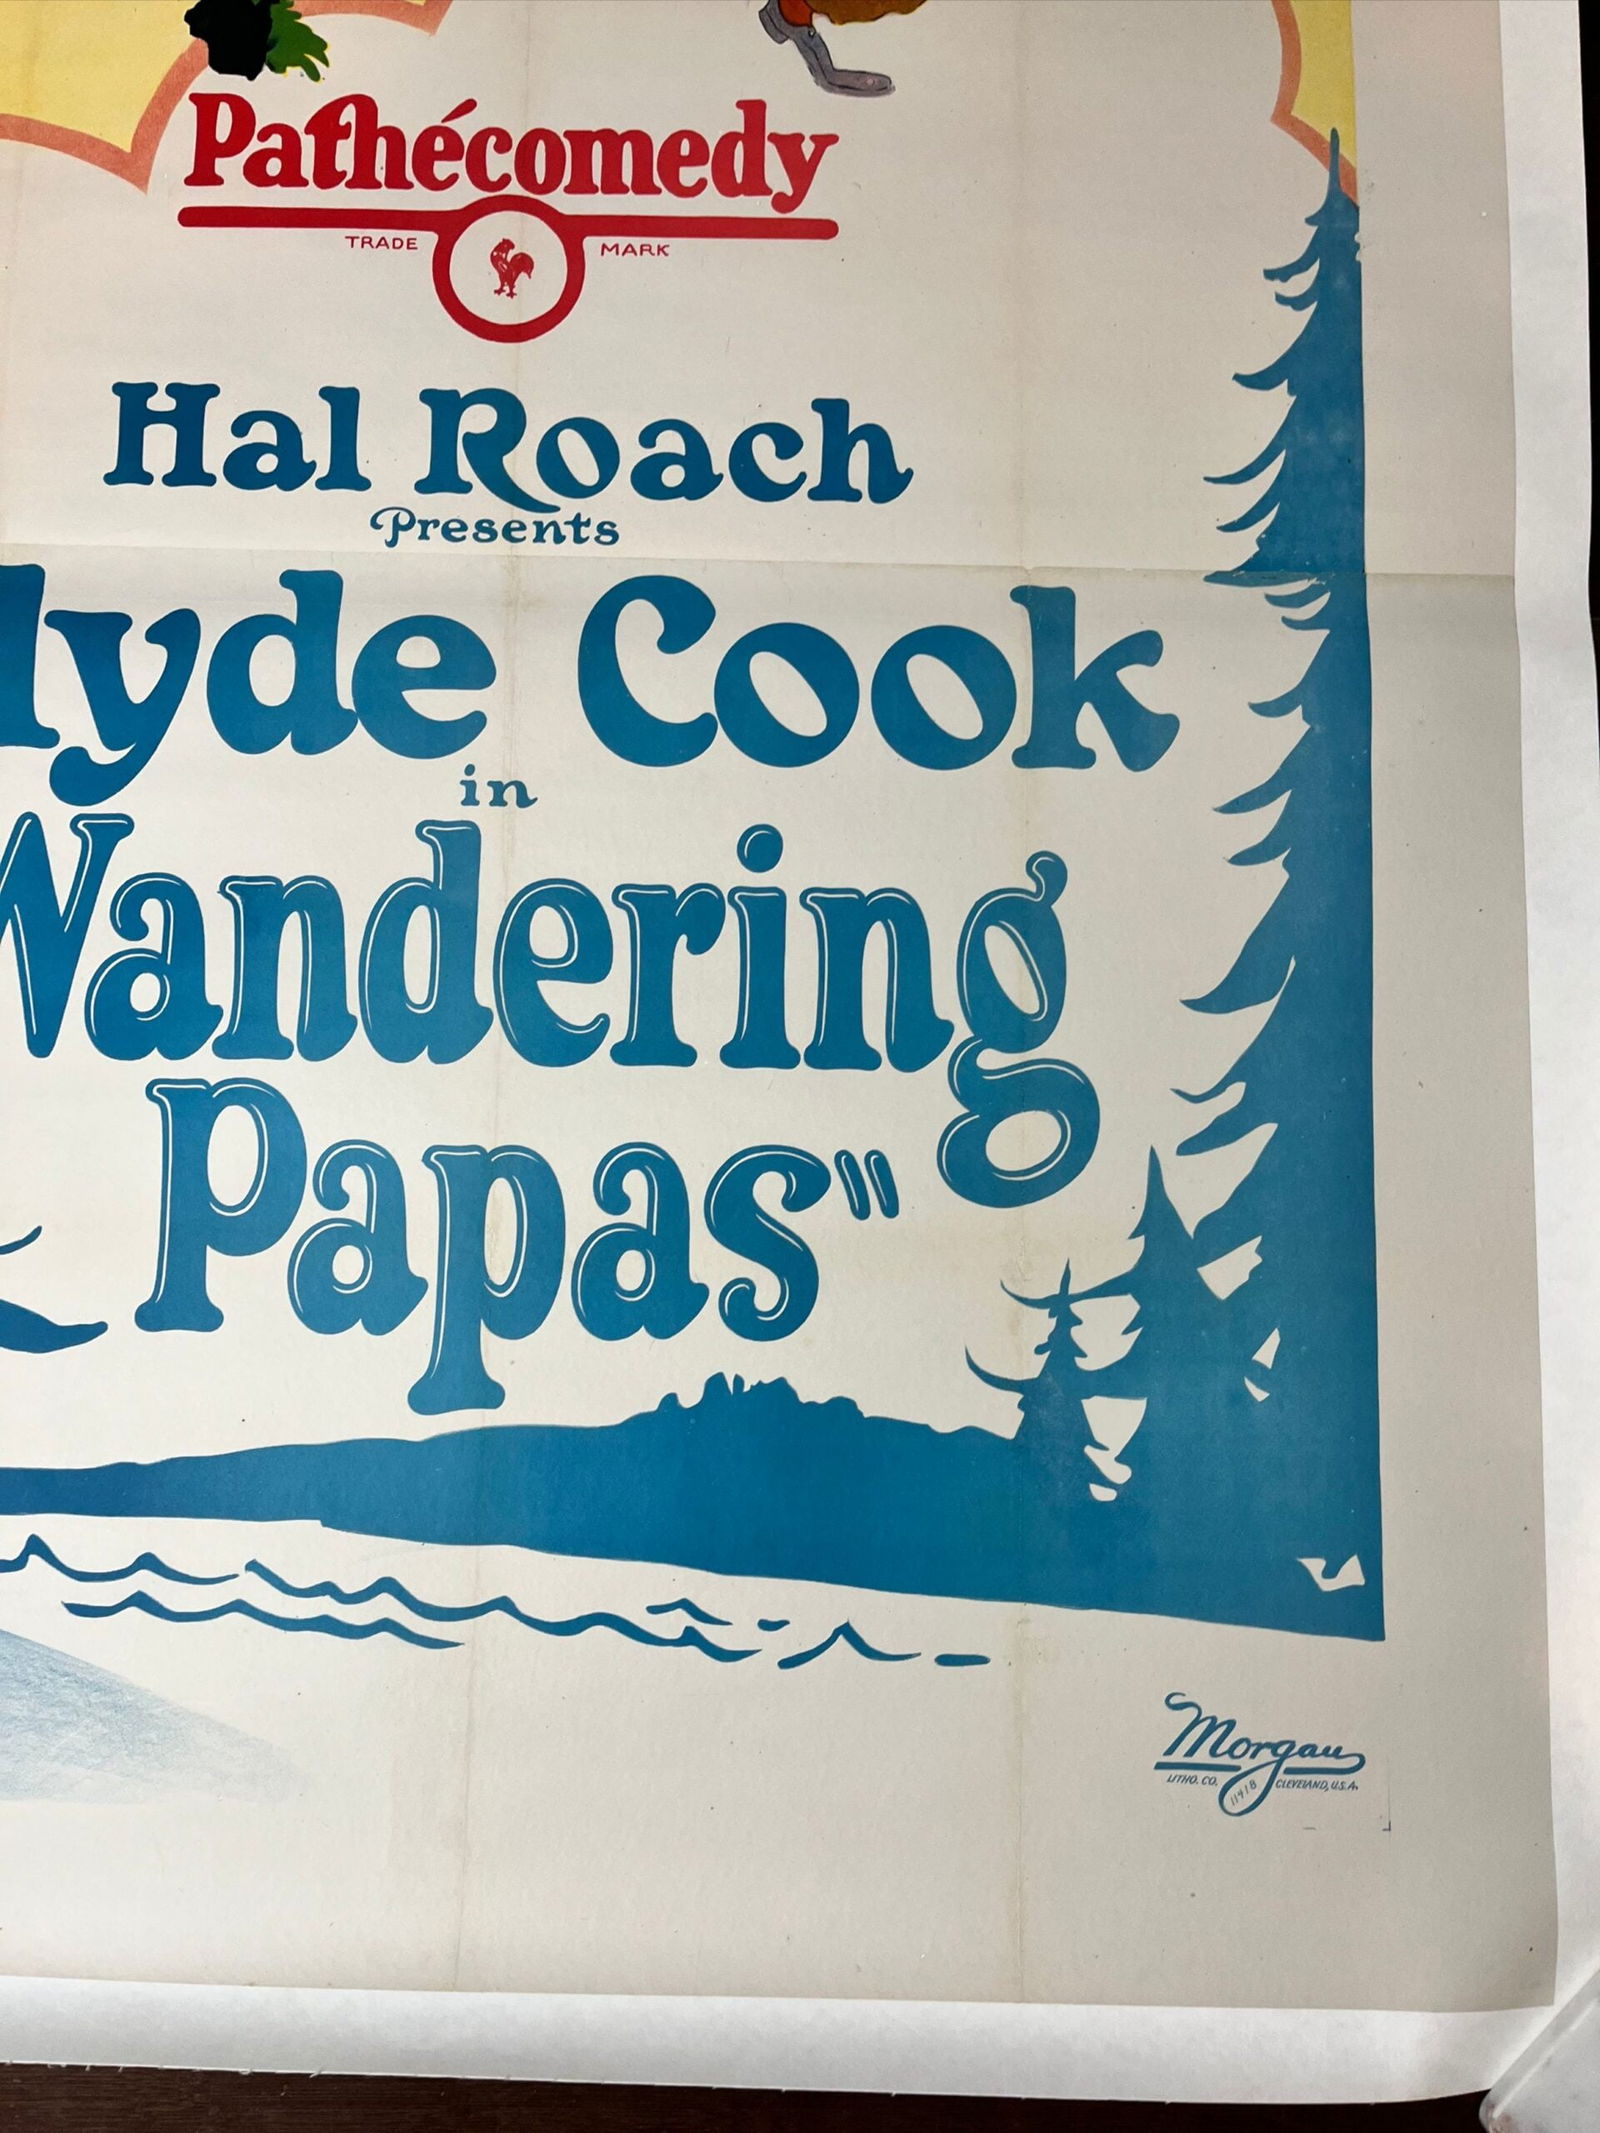 Pathécomedy
TRADE MARK
Hal Roach
Presents
lyde Cook
in
Wandering
Papas"
Morgan
LITHO. CO. 11418 CLEVELAND, U.S.A.